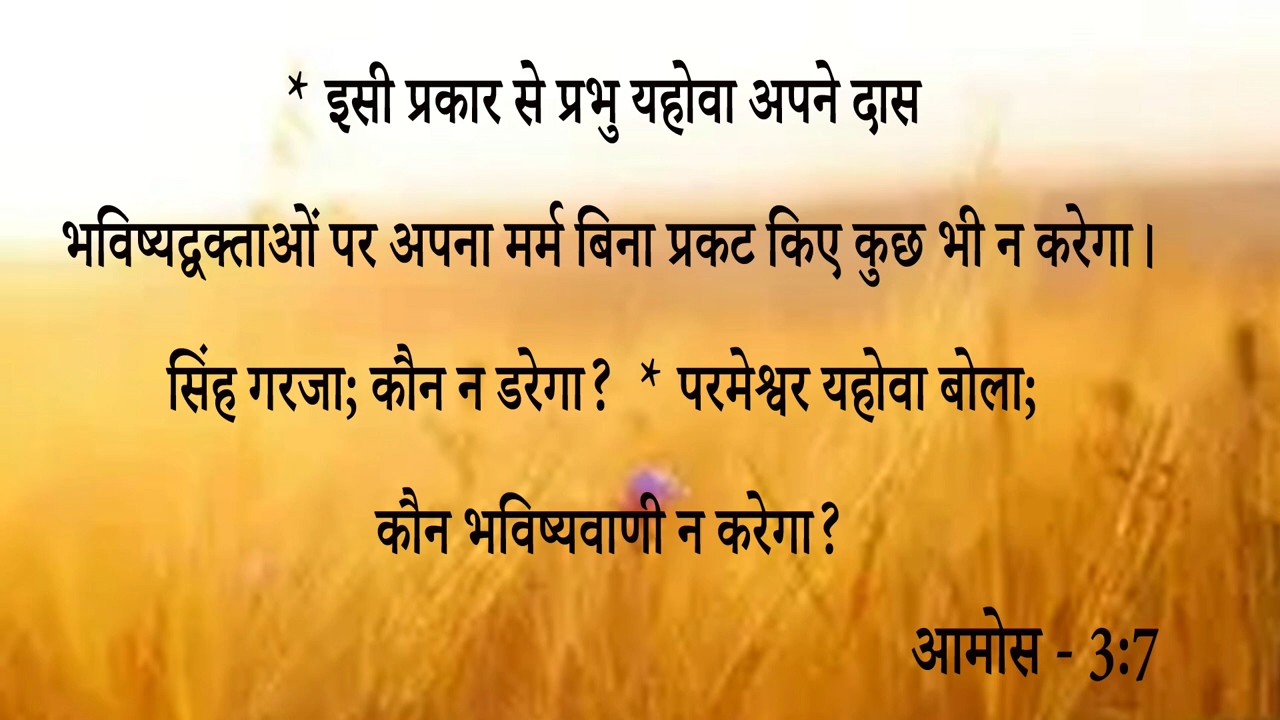 * इसी प्रकार से प्रभु यहोवा अपने दास
भविष्यद्वक्ताओं पर अपना मर्म बिना प्रकट किए कुछ भी न करेगा।
सिंह गरजा; कौन न डरेगा? * परमेश्वर यहोवा बोला;
कौन भविष्यवाणी न करेगा?
आमोस - 3:7